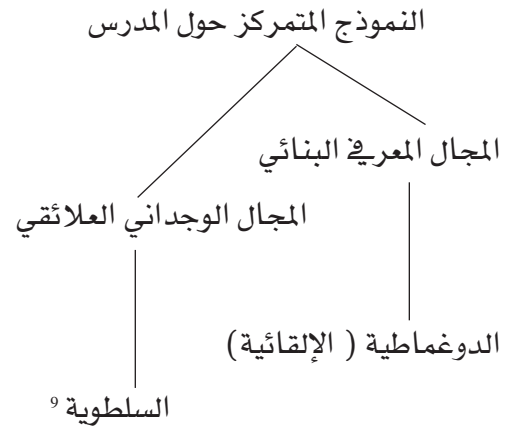 النموذج المتمركز حول المدرس
المجال المعرفي البنائي
المجال الوجداني العلائقي
الدوغماطية ( الإلقائية)
السلطوية 9